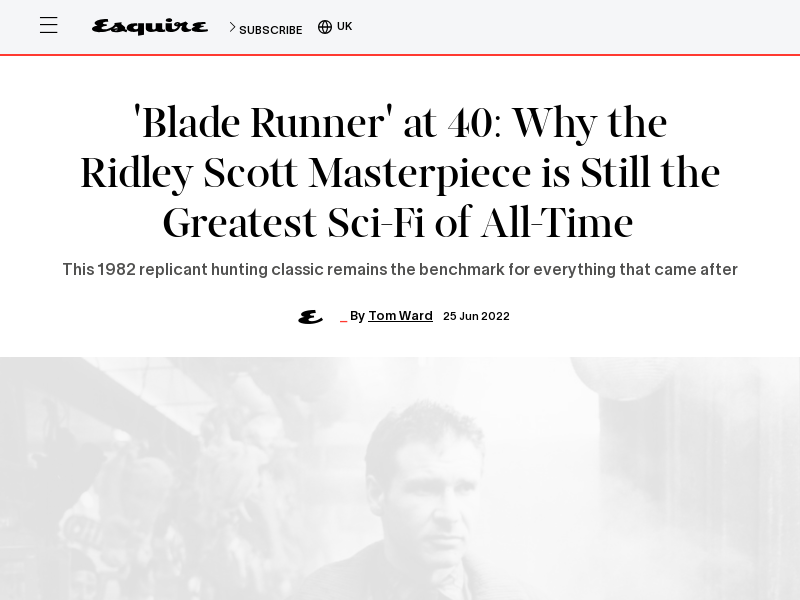 Esquire
SUBSCRIBE
UK
'Blade Runner' at 40: Why the
Ridley Scott Masterpiece is Still the
Greatest Sci-Fi of All-Time
This 1982 replicant hunting classic remains the benchmark for everything that came after
E
_ By Tom Ward 25 Jun 2022